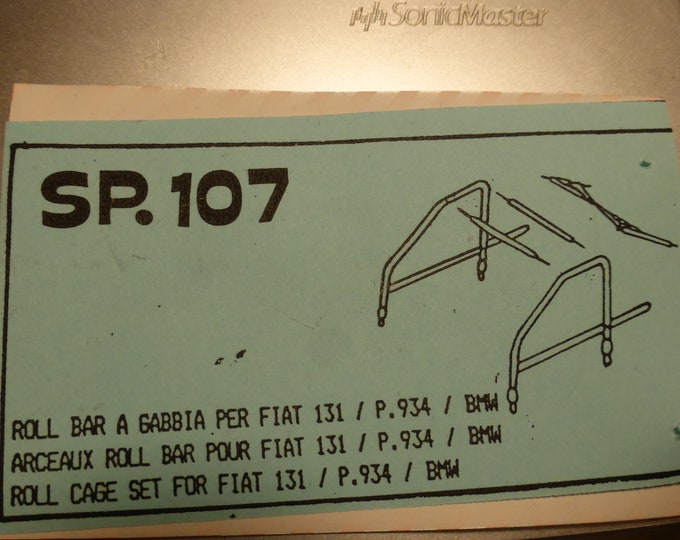 SonicMaster
SP.107
ROLL BAR A GABBIA PER FIAT 131 / P.934 / BMW
ARCEAUX ROLL BAR POUR FIAT 131 / P.934 / BMW
ROLL CAGE SET FOR FIAT 131 / P.934 / BMW